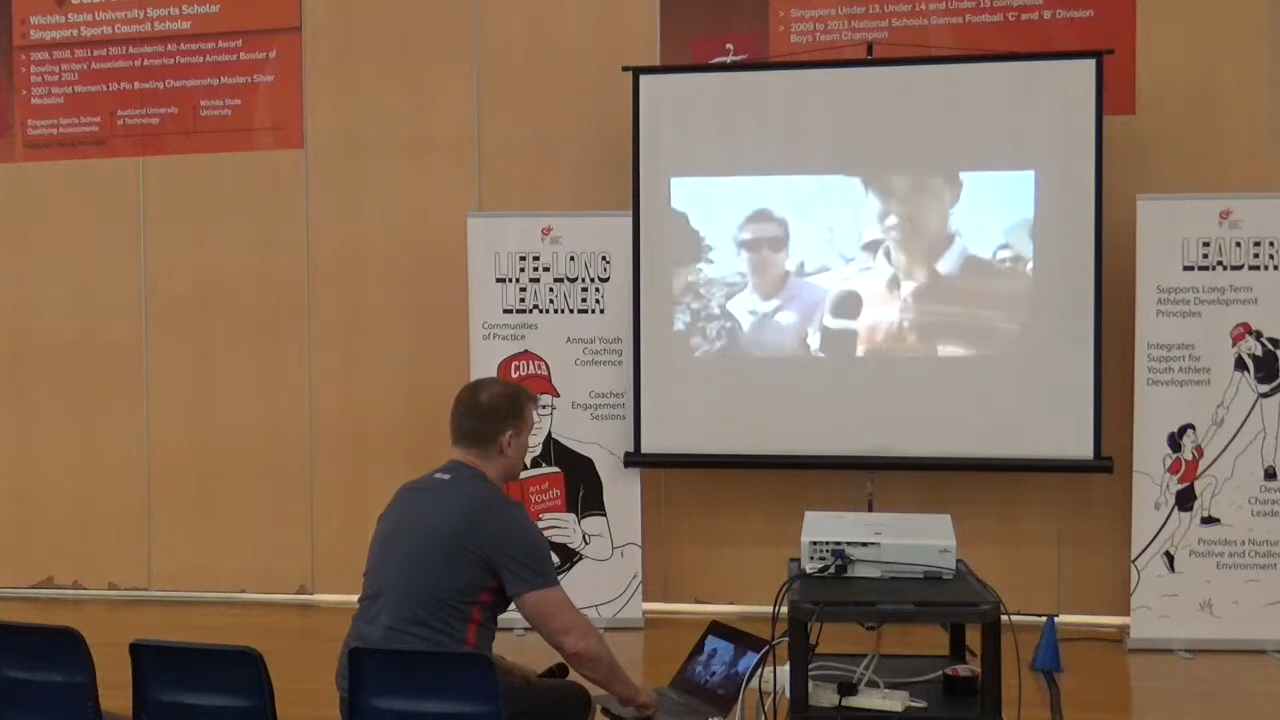 Wichita State University Sports Scholar
Singapore Sports Council Scholar
> 2009, 2010, 2011 and 2012 Academic All-American Award
> Bowling Writers' Association of America Female Amateur Bowler of
the Year 2011
> 2007 World Women's 10-Pin Bowling Championship Masters Silver
Medallist
Singapore Sports School
Qualifying Assessments
Auckland University
of Technology
Wichita State
University
> Singapore Under 13, Under 14 and Under 15 competitor
> 2009 to 2011 National Schools Games Football 'C' and 'B' Division
Boys Team Champion
LIFE-LONG
LEARNER
Communities
of Practice
Annual Youth
Coaching
Conference
COACH
Coaches'
Engagement
Sessions
Art of
Youth
Coaching
LEADER
Supports Long-Term
Athlete Development
Principles
Integrates
Support for
Youth Athlete
Development
Deve
Charac
Leade
Provides a Nurtur
Positive and Challe
Environment